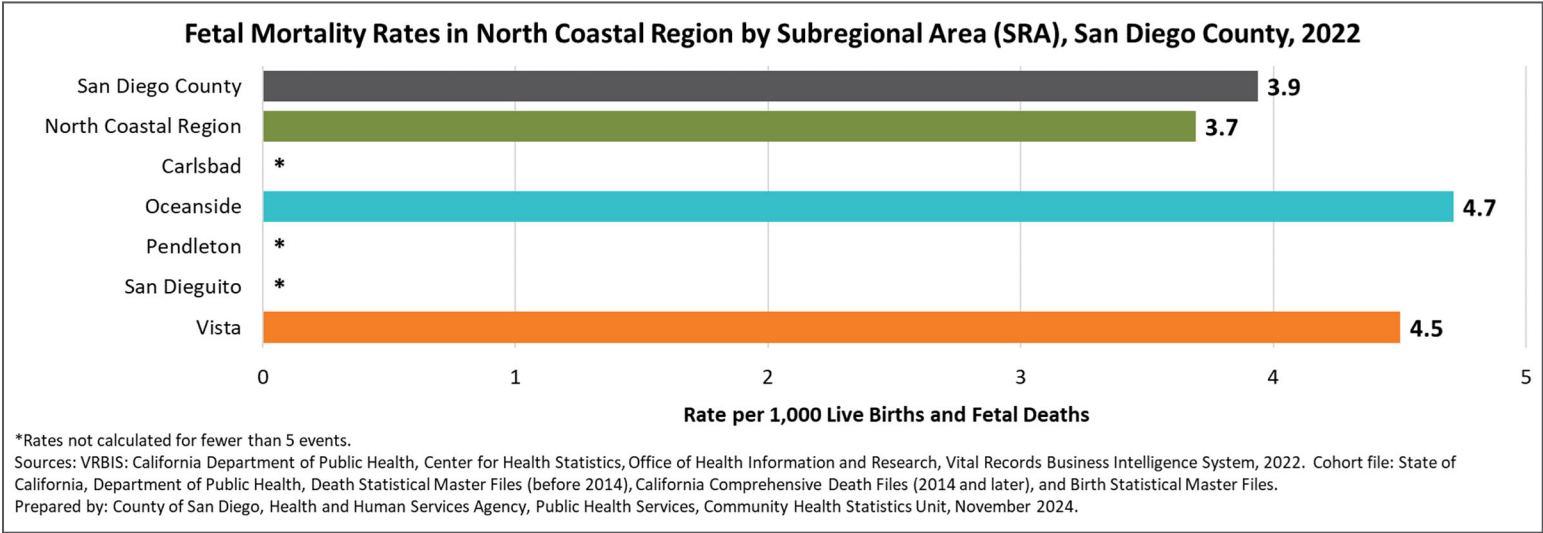 Fetal Mortality Rates in North Coastal Region by Subregional Area (SRA), San Diego County, 2022
San Diego County 3.9
North Coastal Region 3.7
Carlsbad *
Oceanside 4.7
Pendleton *
San Dieguito *
Vista 4.5
0 1 2 3 4 5
Rate per 1,000 Live Births and Fetal Deaths
*Rates not calculated for fewer than 5 events.
Sources: VRBIS: California Department of Public Health, Center for Health Statistics, Office of Health Information and Research, Vital Records Business Intelligence System, 2022. Cohort file: State of
California, Department of Public Health, Death Statistical Master Files (before 2014), California Comprehensive Death Files (2014 and later), and Birth Statistical Master Files.
Prepared by: County of San Diego, Health and Human Services Agency, Public Health Services, Community Health Statistics Unit, November 2024.